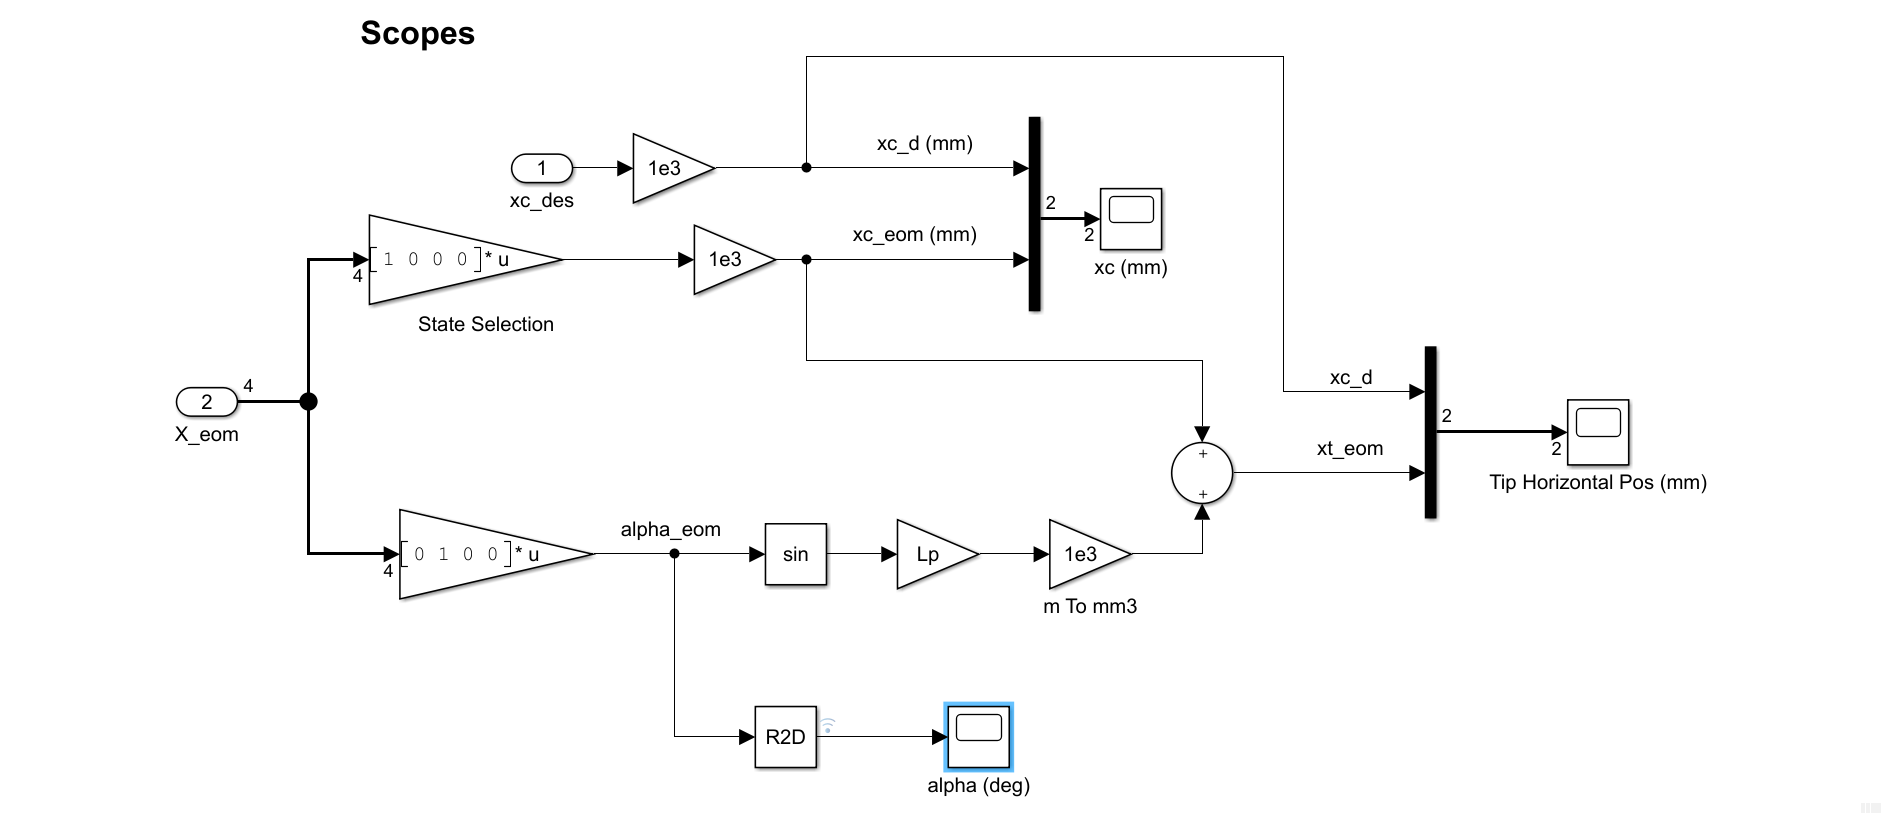 Scopes
xc_d (mm)
1
1e3
xc_des
2
2
xc_eom (mm)
[ 1 0 0 0 ]* u
4
1e3
xc (mm)
State Selection
xc_d
4
2
X_eom
2
2
xt_eom
+
+
Tip Horizontal Pos (mm)
alpha_eom
[ 0 1 0 0 ]* u
4
sin
Lp
1e3
m To mm3
R2D
alpha (deg)